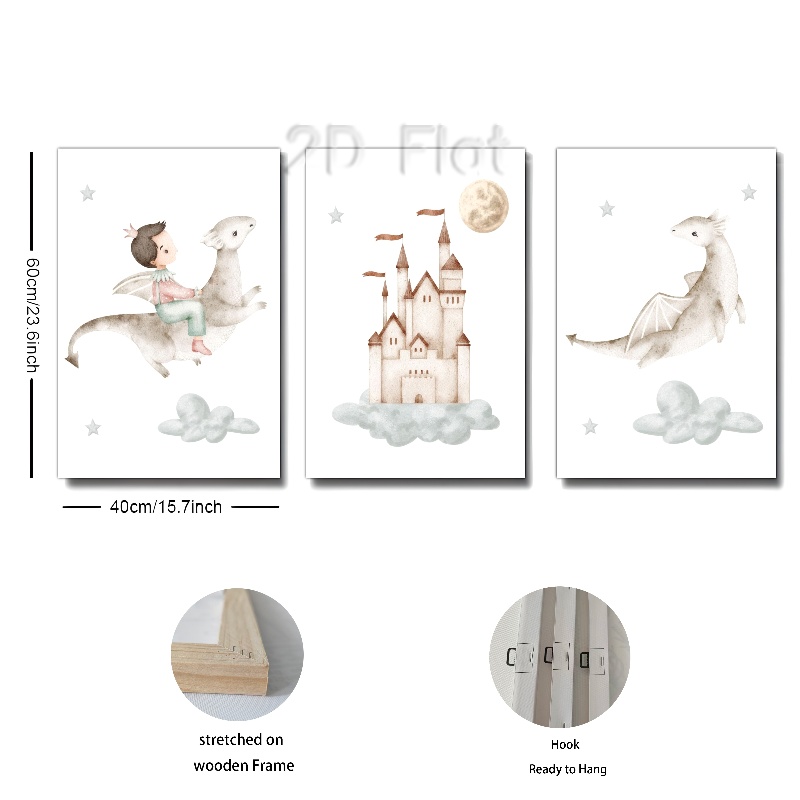 2D Flat
60cm/23.6inch
40cm/15.7inch
stretched on
wooden Frame
Hook
Ready to Hang